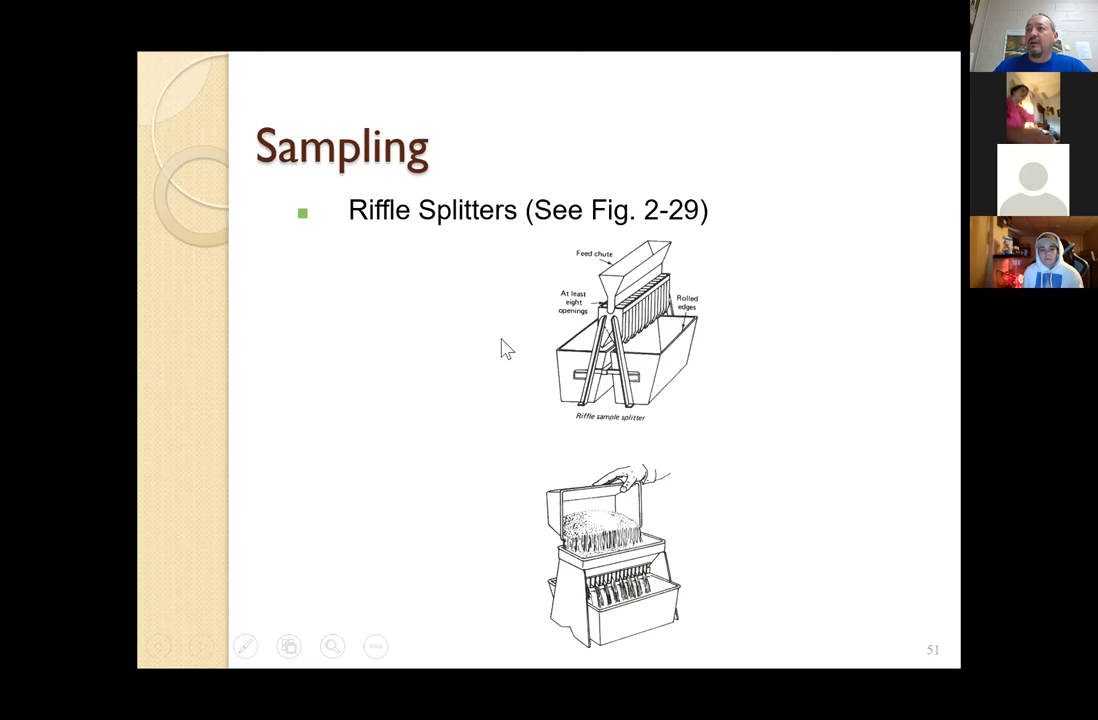 Sampling
Riffle Splitters (See Fig. 2-29)
Feed chute
At least
eight
openings
Rolled
edges
Riffle sample splitter
51